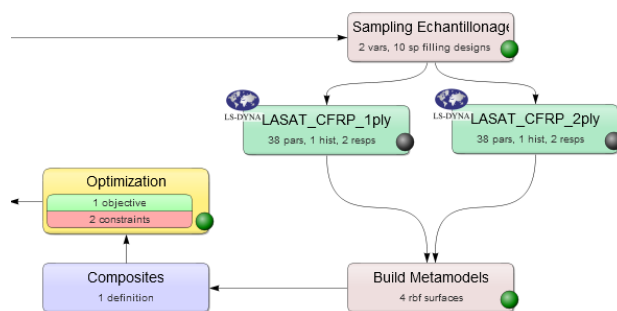 Sampling Echantillonage
2 vars, 10 sp filling designs
LS-DYNA
LASAT_CFRP_1ply
38 pars, 1 hist, 2 resps
LS-DYNA
LASAT_CFRP_2ply
38 pars, 1 hist, 2 resps
Optimization
1 objective
2 constraints
Composites
1 definition
Build Metamodels
4 rbf surfaces